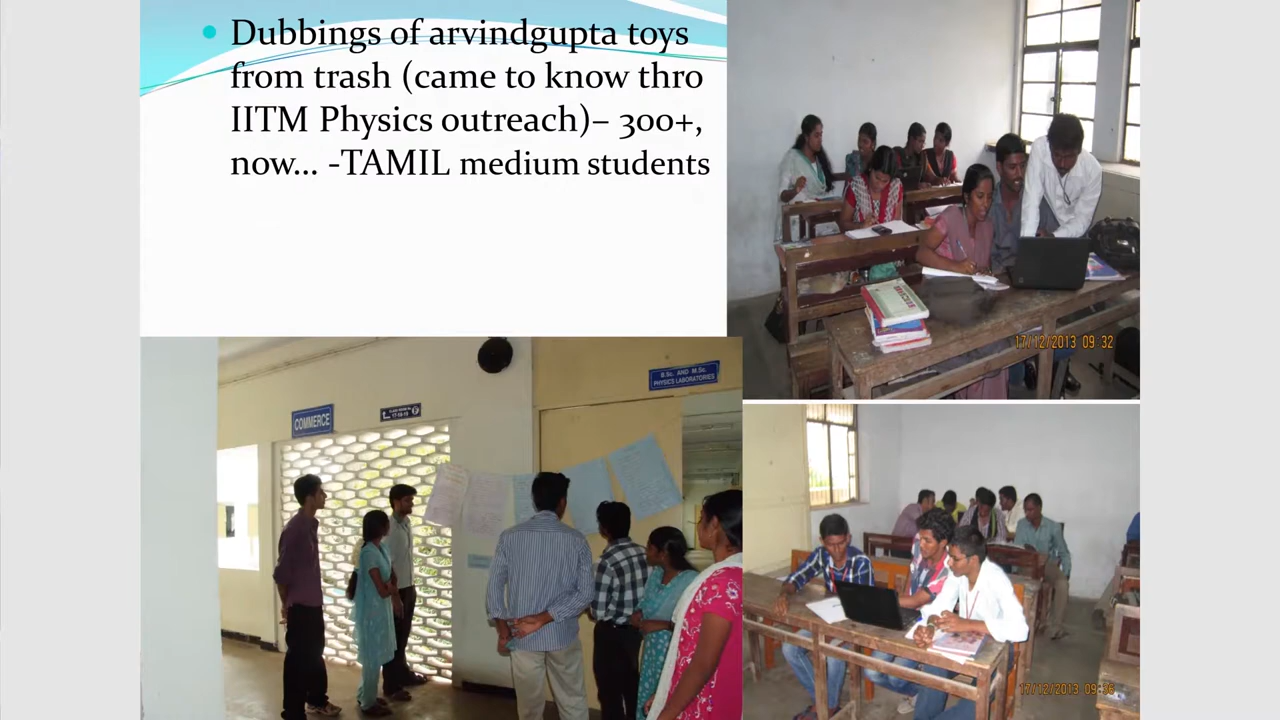 Dubbings of arvindgupta toys
from trash (came to know thro
IITM Physics outreach)– 300+,
now... -TAMIL medium students
17/12/2013 09:32
COMMERCE
B.Sc. AND M.Sc.
PHYSICS LABORATORIES
17/12/2013 09:36